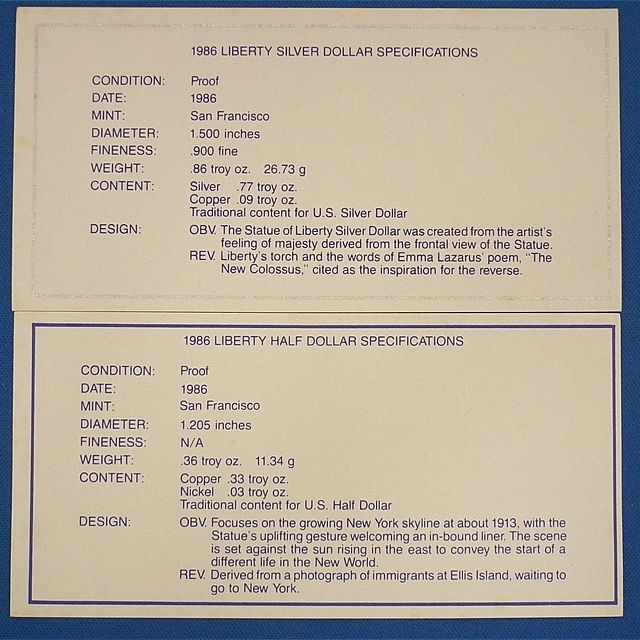 1986 LIBERTY SILVER DOLLAR SPECIFICATIONS
CONDITION: Proof
DATE: 1986
MINT: San Francisco
DIAMETER: 1.500 inches
FINENESS: .900 fine
WEIGHT: .86 troy oz. 26.73 g
CONTENT: Silver .77 troy oz.
Copper .09 troy oz.
Traditional content for U.S. Silver Dollar
DESIGN: OBV. The Statue of Liberty Silver Dollar was created from the artist's
feeling of majesty derived from the frontal view of the Statue.
REV. Liberty's torch and the words of Emma Lazarus' poem, "The
New Colossus," cited as the inspiration for the reverse.
1986 LIBERTY HALF DOLLAR SPECIFICATIONS
CONDITION: Proof
DATE: 1986
MINT: San Francisco
DIAMETER: 1.205 inches
FINENESS: N/A
WEIGHT: .36 troy oz. 11.34 g
CONTENT: Copper .33 troy oz.
Nickel .03 troy oz.
Traditional content for U.S. Half Dollar
DESIGN: OBV. Focuses on the growing New York skyline at about 1913, with the
Statue's uplifting gesture welcoming an in-bound liner. The scene
is set against the sun rising in the east to convey the start of a
different life in the New World.
REV. Derived from a photograph of immigrants at Ellis Island, waiting to
go to New York.